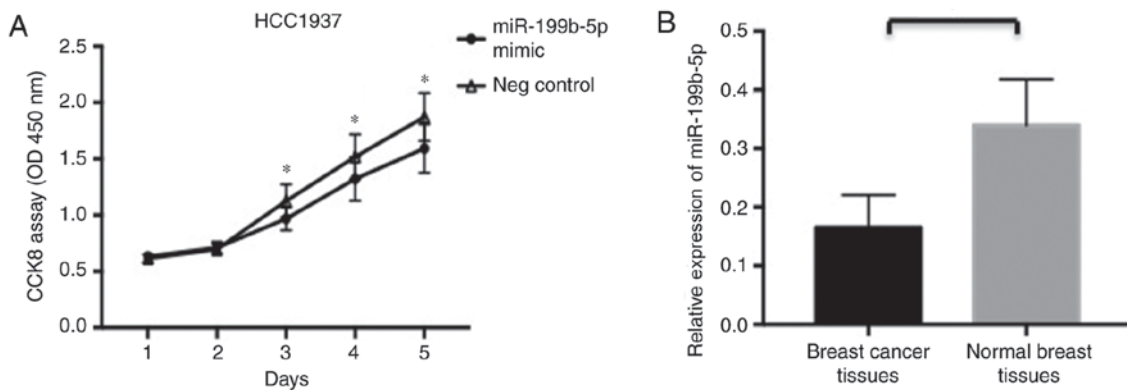 A
HCC1937
CCK8 assay (OD 450 nm)
2.5
2.0
1.5
1.0
0.5
0.0
*
*
*
1 2 3 4 5
Days
miR-199b-5p
mimic
Neg control
B
Relative expression of miR-199b-5p
0.5
0.4
0.3
0.2
0.1
0.0
Breast cancer
tissues
Normal breast
tissues